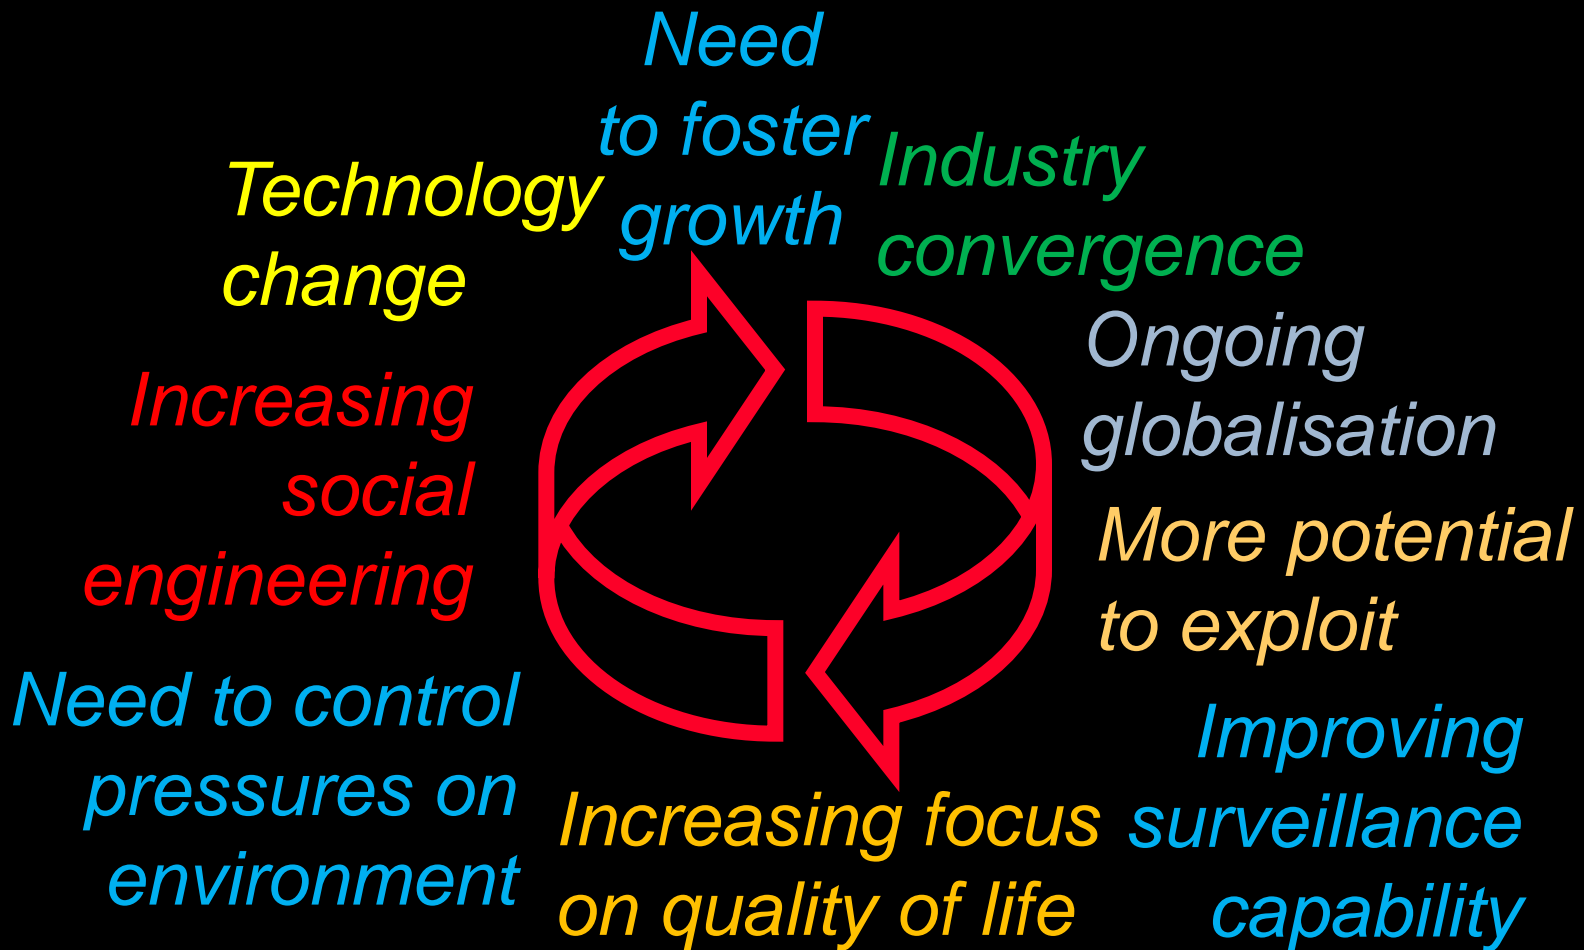 Need
to foster
growth
Industry
convergence
Ongoing
globalisation
More potential
to exploit
Improving
surveillance
capability
Increasing focus
on quality of life
Need to control
pressures on
environment
Increasing
social
engineering
Technology
change